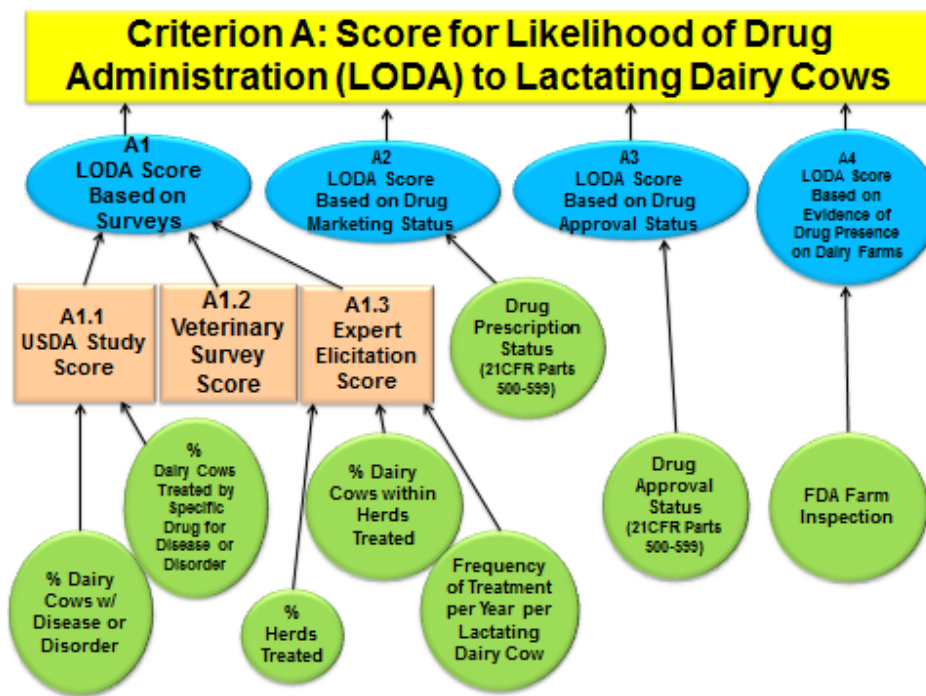 Criterion A: Score for Likelihood of Drug
Administration (LODA) to Lactating Dairy Cows
A1
LODA Score
Based on
Surveys
A2
LODA Score
Based on Drug
Marketing Status
A3
LODA Score
Based on Drug
Approval Status
A4
LODA Score
Based on
Evidence of
Drug Presence
on Dairy Farms
A1.1
USDA Study
Score
A1.2
Veterinary
Survey
Score
A1.3
Expert
Elicitation
Score
Drug
Prescription
Status
(21CFR Parts
500-599)
%
Dairy Cows
Treated by
Specific
Drug for
Disease or
Disorder
% Dairy
Cows within
Herds
Treated
Drug
Approval
Status
(21CFR Parts
500-599)
FDA Farm
Inspection
% Dairy
Cows w/
Disease or
Disorder
%
Herds
Treated
Frequency
of Treatment
per Year per
Lactating
Dairy Cow